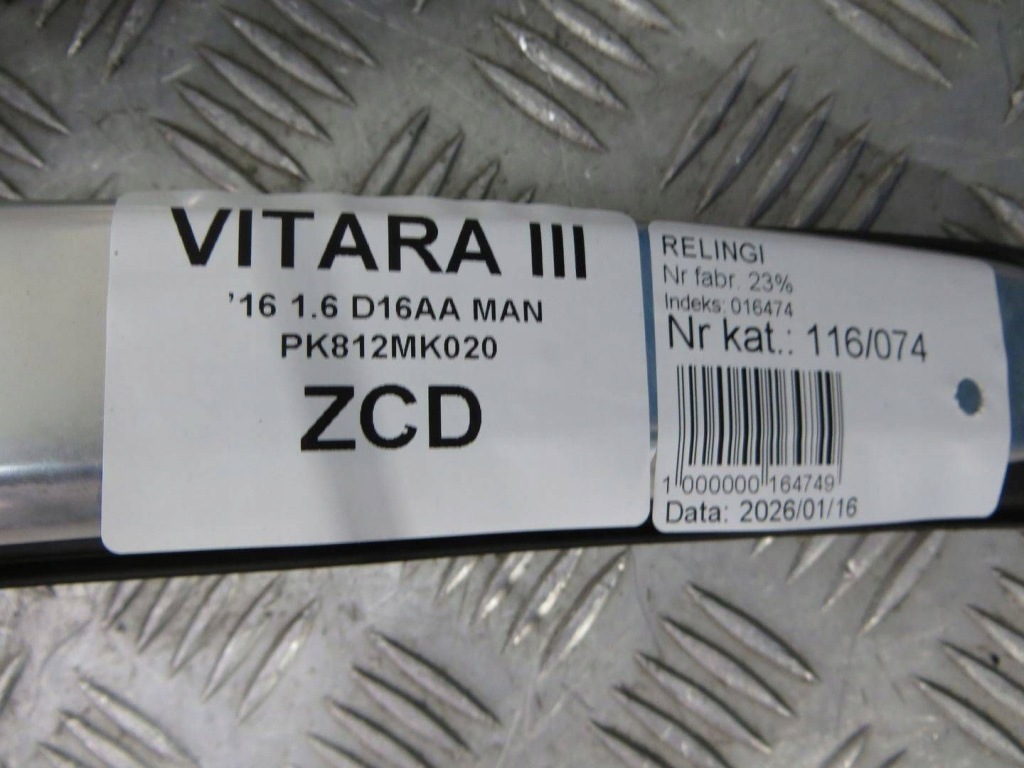 VITARA III
'16 1.6 D16AA MAN
PK812MK020
ZCD
RELINGI
Nr fabr. 23%
Indeks: 016474
Nr kat.: 116/074
1 000000 164749
Data: 2026/01/16